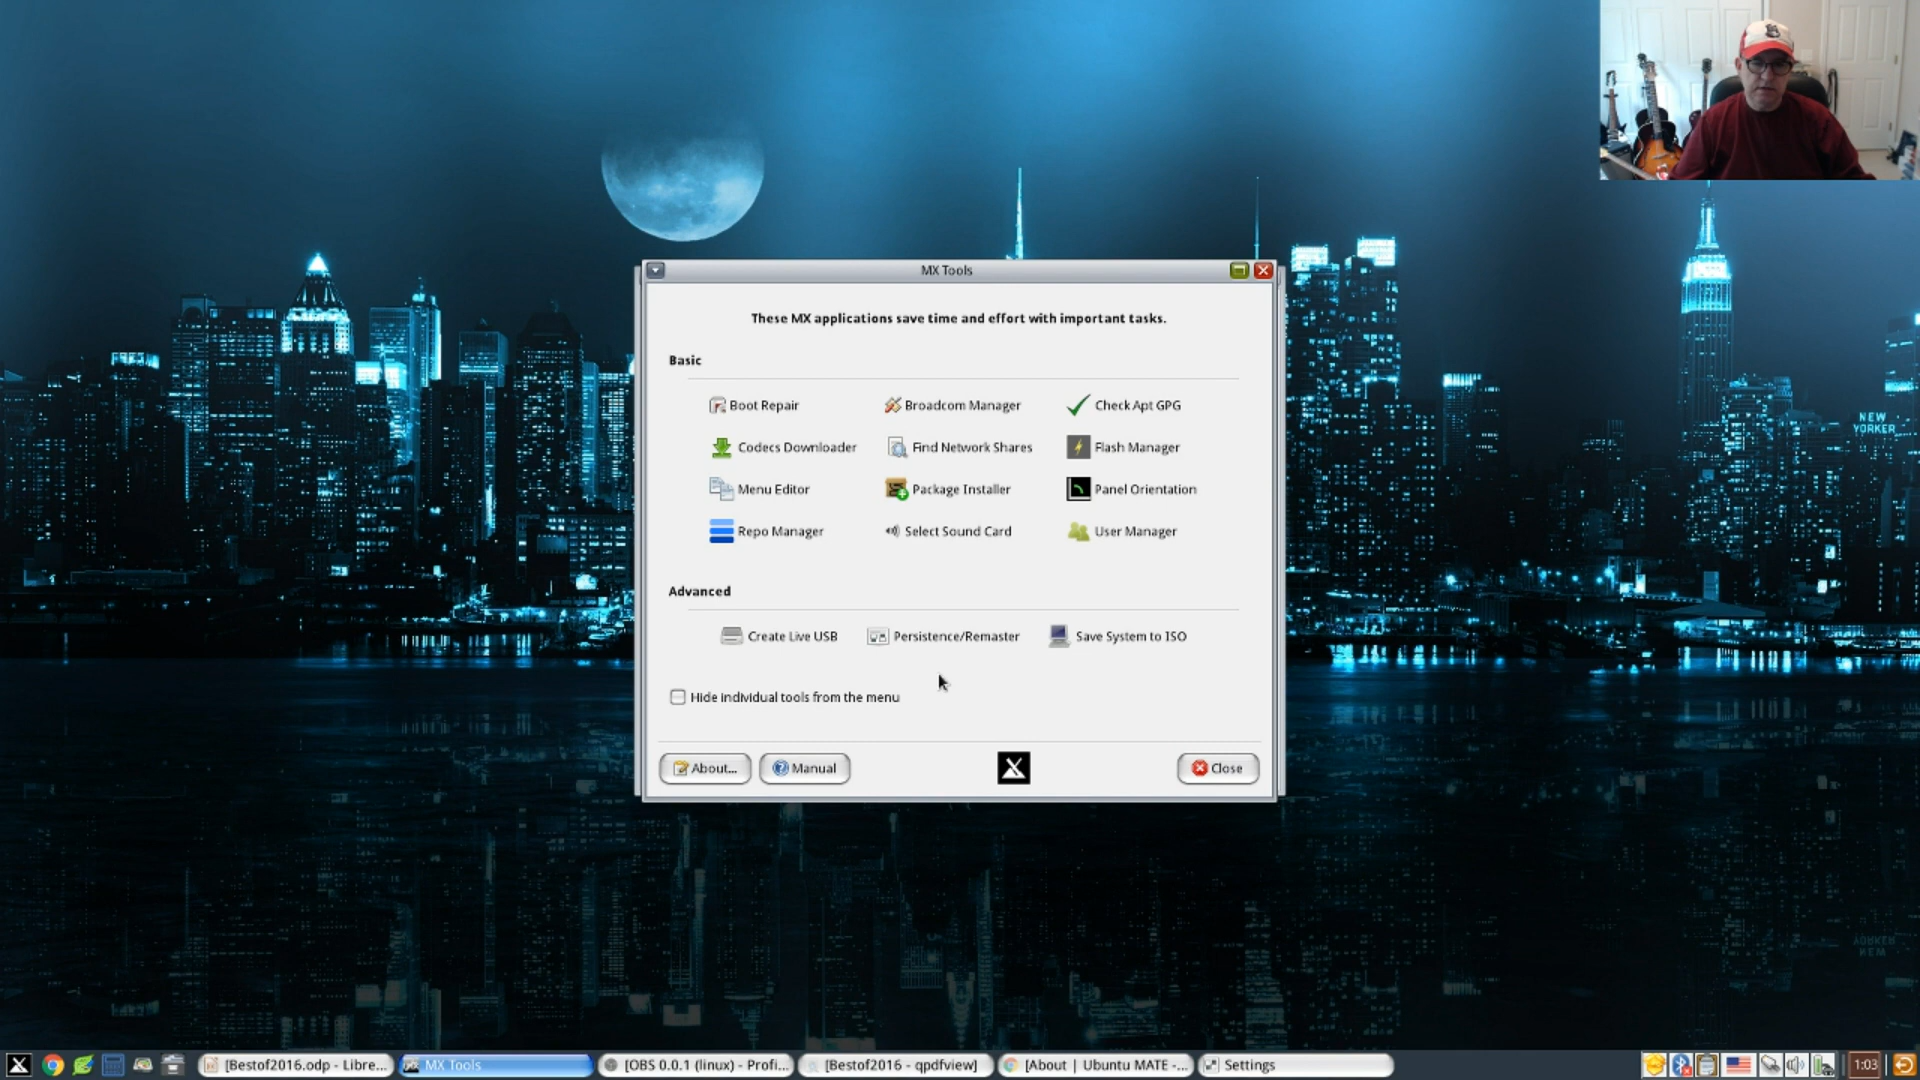 MX Tools
These MX applications save time and effort with important tasks.
Basic
Boot Repair
Broadcom Manager
Check Apt GPG
Codecs Downloader
Find Network Shares
Flash Manager
Menu Editor
Package Installer
Panel Orientation
Repo Manager
Select Sound Card
User Manager
Advanced
Create Live USB
Persistence/Remaster
Save System to ISO
Hide individual tools from the menu
About...
Manual
Close
NEW
YORKER
[Bestof2016.odp - Libre...
MX Tools
[OBS 0.0.1 (linux) - Profi...
[Bestof2016 - qpdfview]
[About | Ubuntu MATE -...
Settings
1:03